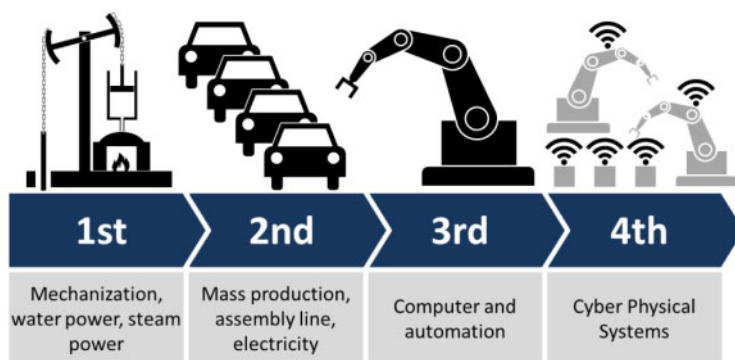 1st
2nd
3rd
4th
Mechanization,
water power, steam
power
Mass production,
assembly line,
electricity
Computer and
automation
Cyber Physical
Systems